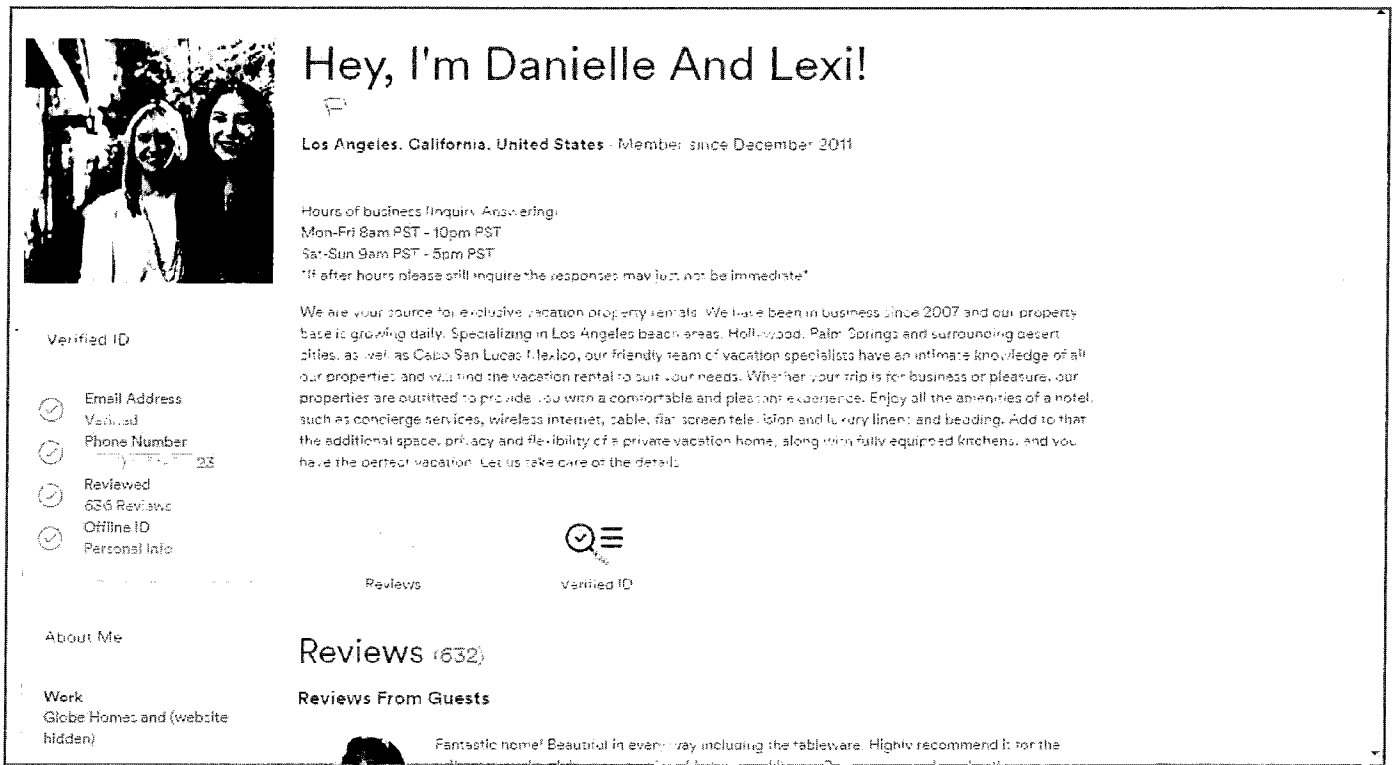 Hey, I'm Danielle And Lexi!
Los Angeles, California, United States · Member since December 2011
Hours of business (Inquiry Answering)
Mon-Fri 8am PST - 10pm PST
Sat-Sun 9am PST - 5pm PST
*If after hours please still inquire the responses may just not be immediate*
We are your source for exclusive vacation property rentals. We have been in business since 2007 and our property
base is growing daily. Specializing in Los Angeles beach areas, Hollywood, Palm Springs and surrounding desert
cities, as well as Cabo San Lucas Mexico, our friendly team of vacation specialists have an intimate knowledge of all
our properties and will find the vacation rental to suit your needs. Whether your trip is for business or pleasure, our
properties are outfitted to provide you with a comfortable and pleasant experience. Enjoy all the amenities of a hotel,
such as concierge services, wireless internet, cable, flat screen television and luxury linens and bedding. Add to that
the additional space, privacy and flexibility of a private vacation home, along with fully equipped kitchens, and you
have the perfect vacation. Let us take care of the details.
Verified ID
Email Address
Verified
Phone Number
23
Reviewed
636 Reviews
Offline ID
Personal Info
Reviews
Verified ID
About Me
Work
Globe Homes and (website
hidden)
Reviews (632)
Reviews From Guests
Fantastic home! Beautiful in every way including the tableware. Highly recommend it for the